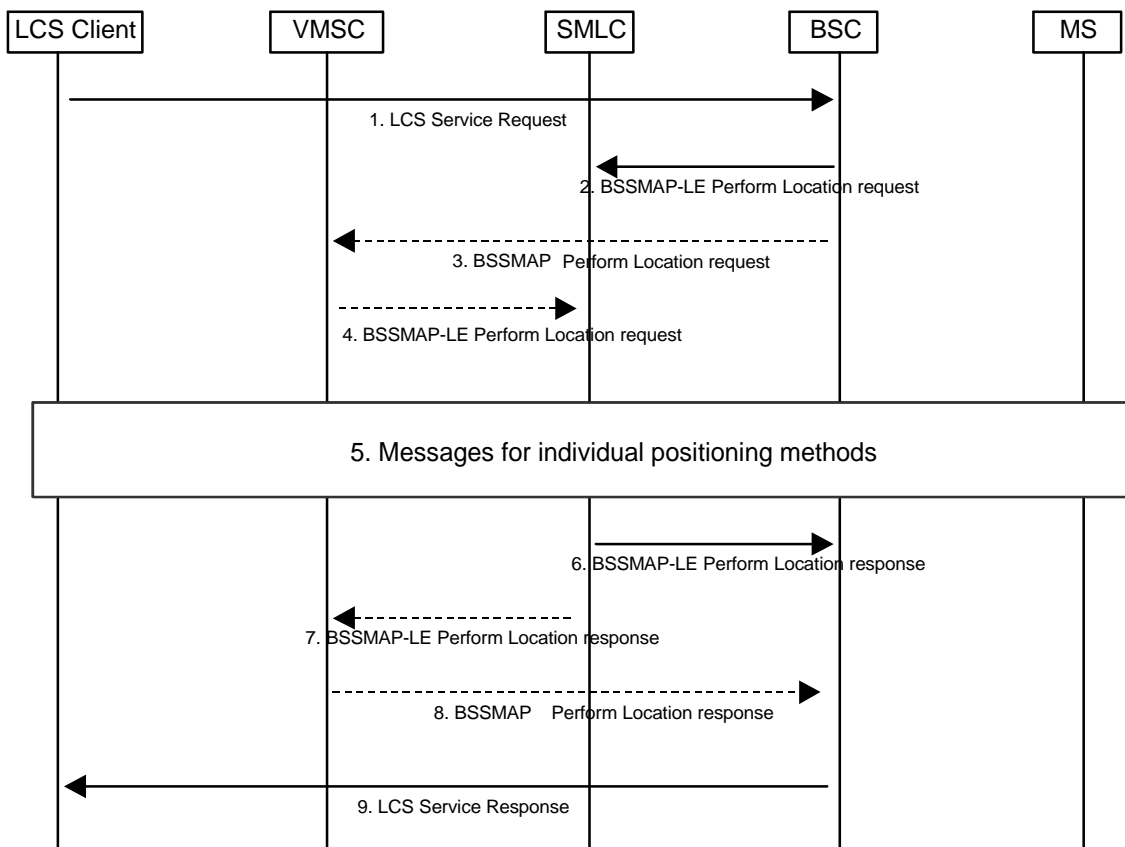 LCS Client
VMSC
SMLC
BSC
MS
1. LCS Service Request
2. BSSMAP-LE Perform Location request
3. BSSMAP Perform Location request
4. BSSMAP-LE Perform Location request
5. Messages for individual positioning methods
6. BSSMAP-LE Perform Location response
7. BSSMAP-LE Perform Location response
8. BSSMAP Perform Location response
9. LCS Service Response